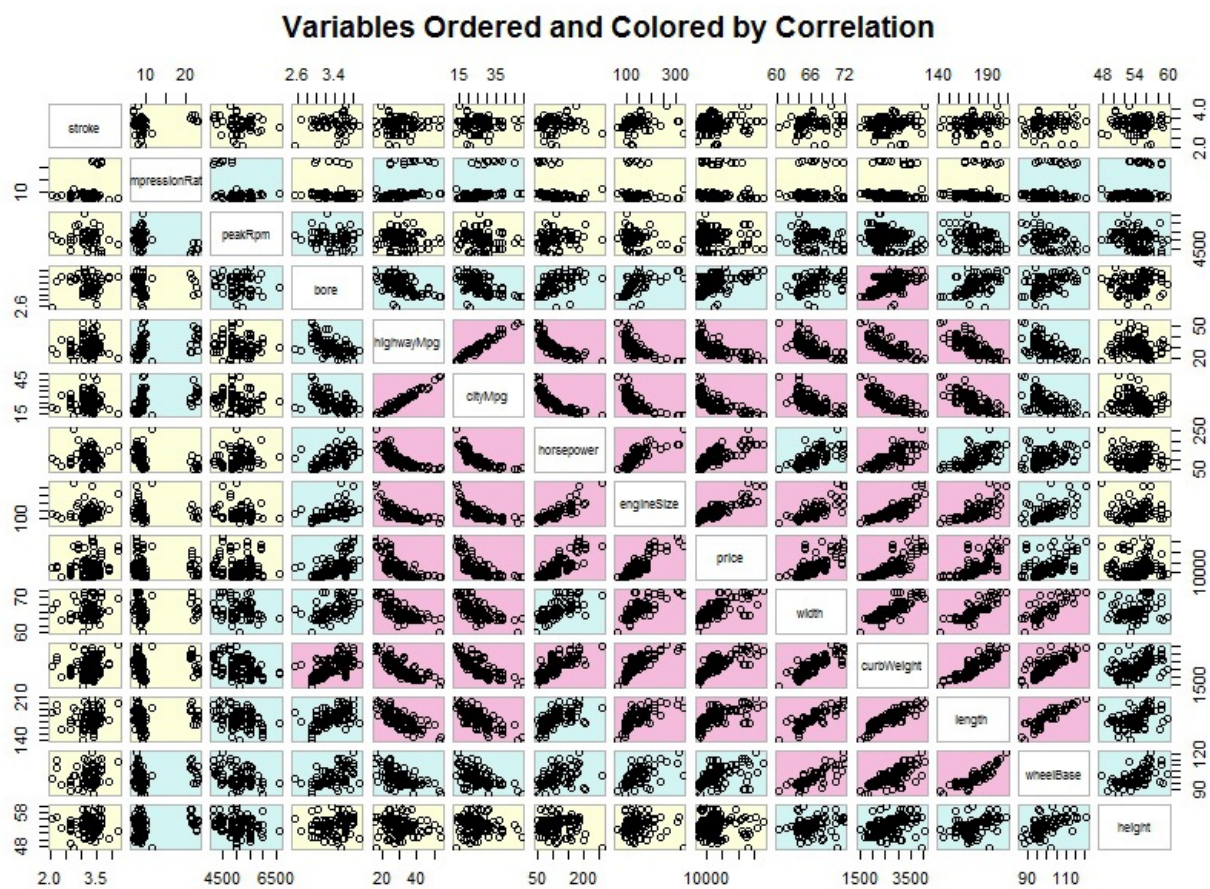 Variables Ordered and Colored by Correlation
10 20 2.6 3.4 15 35 100 300 60 66 72 140 190 48 54 60
stroke 2.0 4.0
10 mpressionRat
peakRpm 4500
2.6 bore
highwayMpg 20 50
15 45 cityMpg
horsepower 50 250
100 engineSize
price 10000
60 70 width
curbWeight 1500
140 210 length
wheelBase 90 120
48 58 height
2.0 3.5 4500 6500 20 40 50 200 10000 1500 3500 90 110